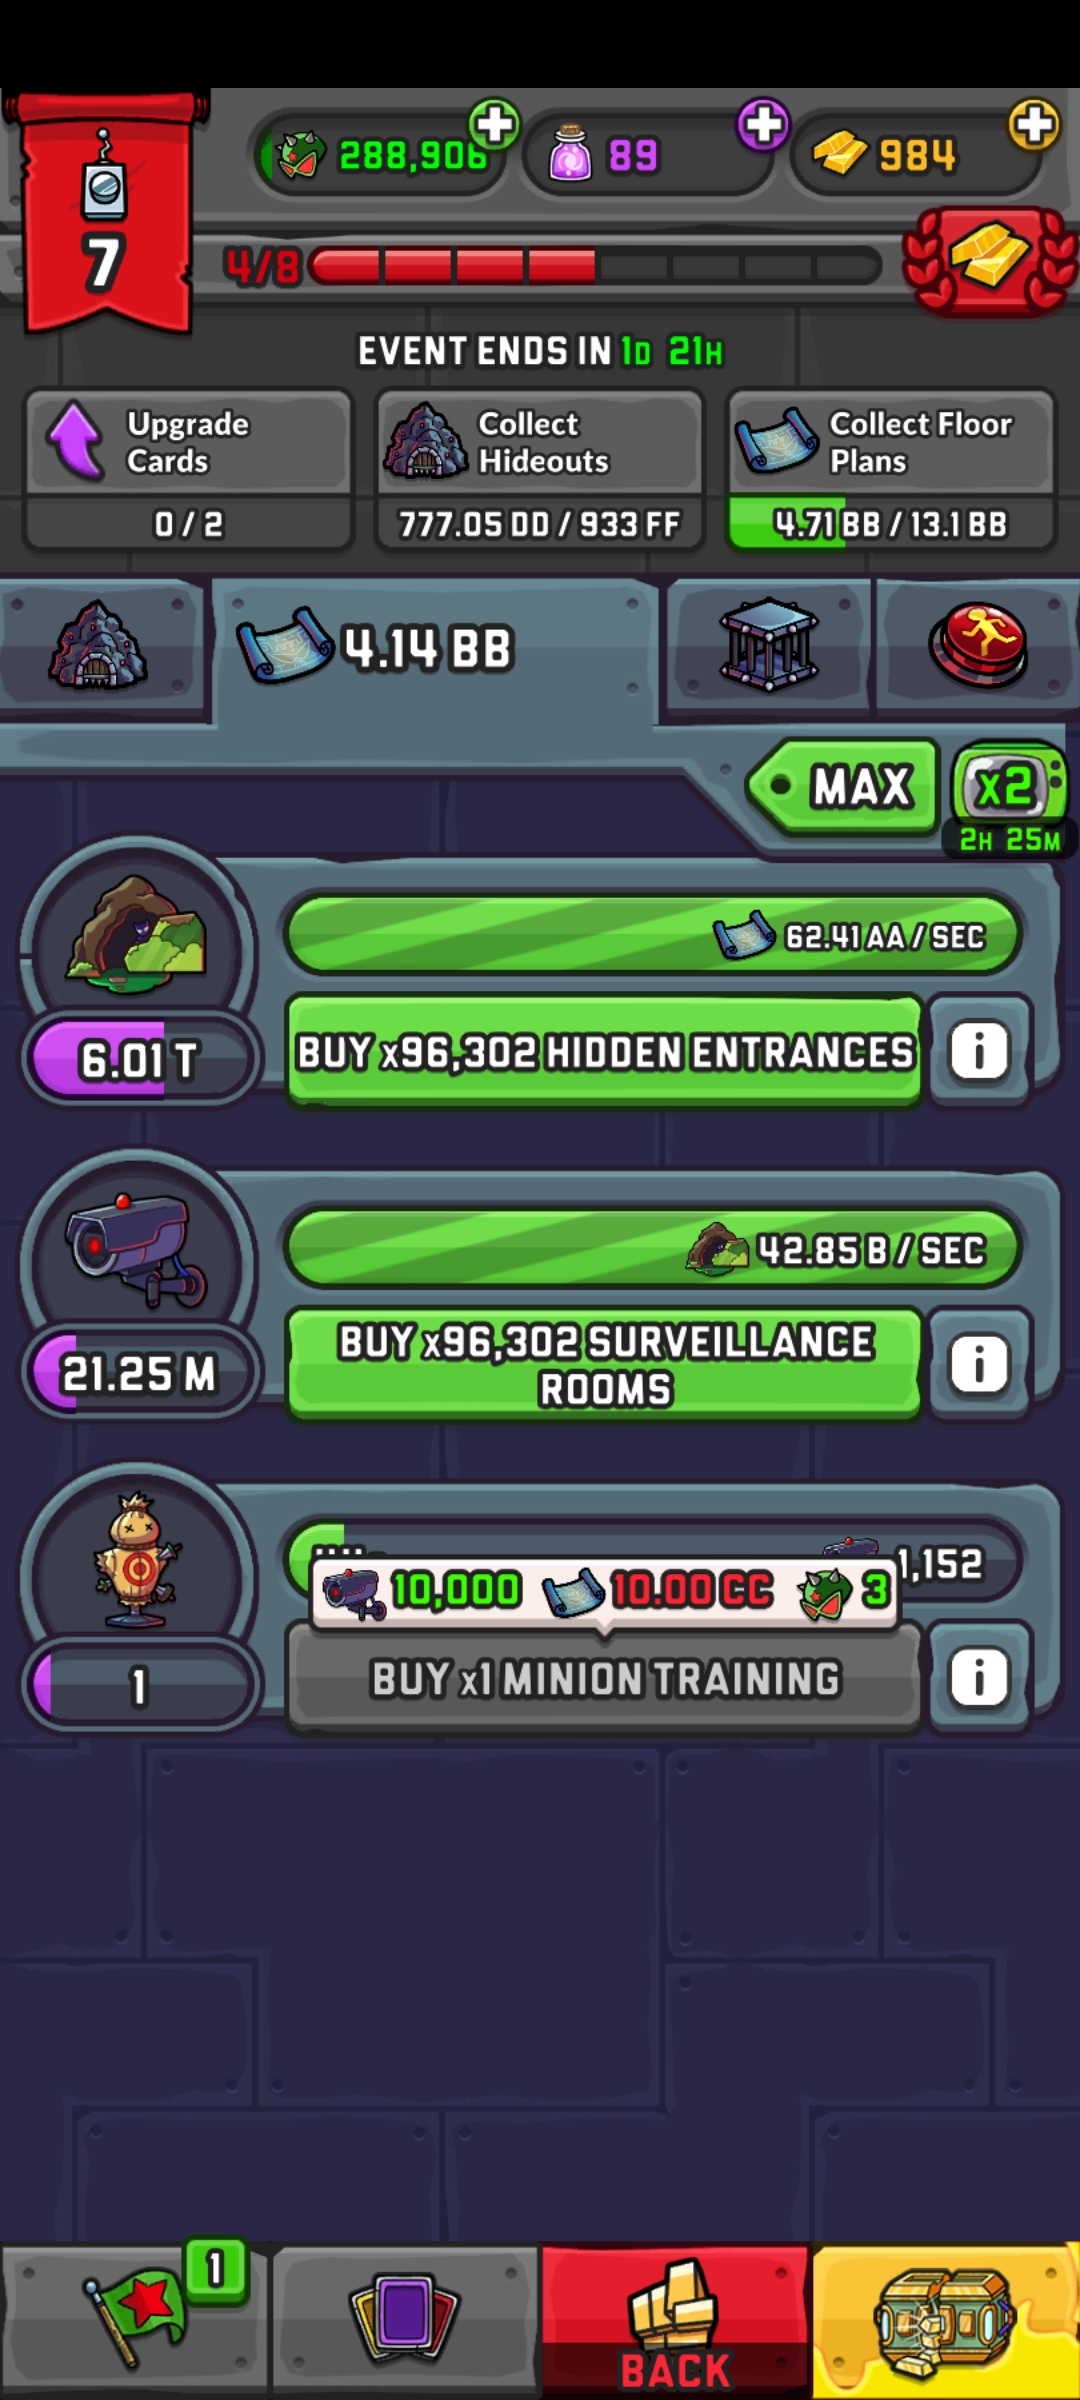 288,906
89
984
7
4/8
EVENT ENDS IN 1D 21H
Upgrade Cards
0 / 2
Collect Hideouts
777.05 DD / 933 FF
Collect Floor Plans
4.71 BB / 13.1 BB
4.14 BB
MAX
x2
2H 25M
62.41 AA / SEC
6.01 T
BUY x96,302 HIDDEN ENTRANCES
i
42.85 B / SEC
21.25 M
BUY x96,302 SURVEILLANCE
ROOMS
i
1,152
10,000
10.00 CC
3
1
BUY x1 MINION TRAINING
i
1
BACK